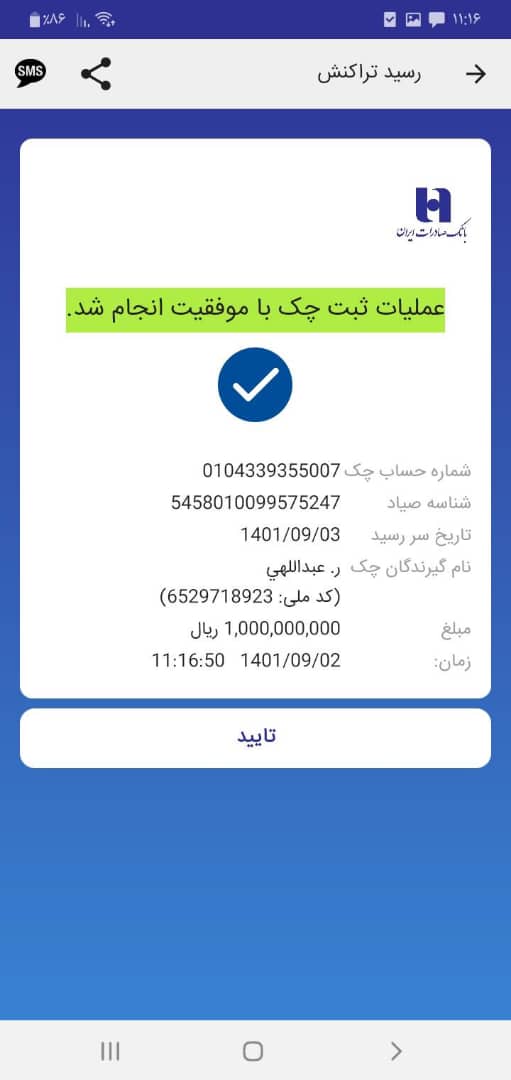 ٪۸۶ ۱۱:۱۶
SMS رسید تراکنش
بانک صادرات ایران
عملیات ثبت چک با موفقیت انجام شد.
شماره حساب چک 0104339355007
شناسه صیاد 5458010099575247
تاریخ سر رسید 1401/09/03
نام گیرندگان چک ر. عبداللهي
(کد ملی: 6529718923)
مبلغ 1,000,000,000 ریال
زمان: 1401/09/02 11:16:50
تایید